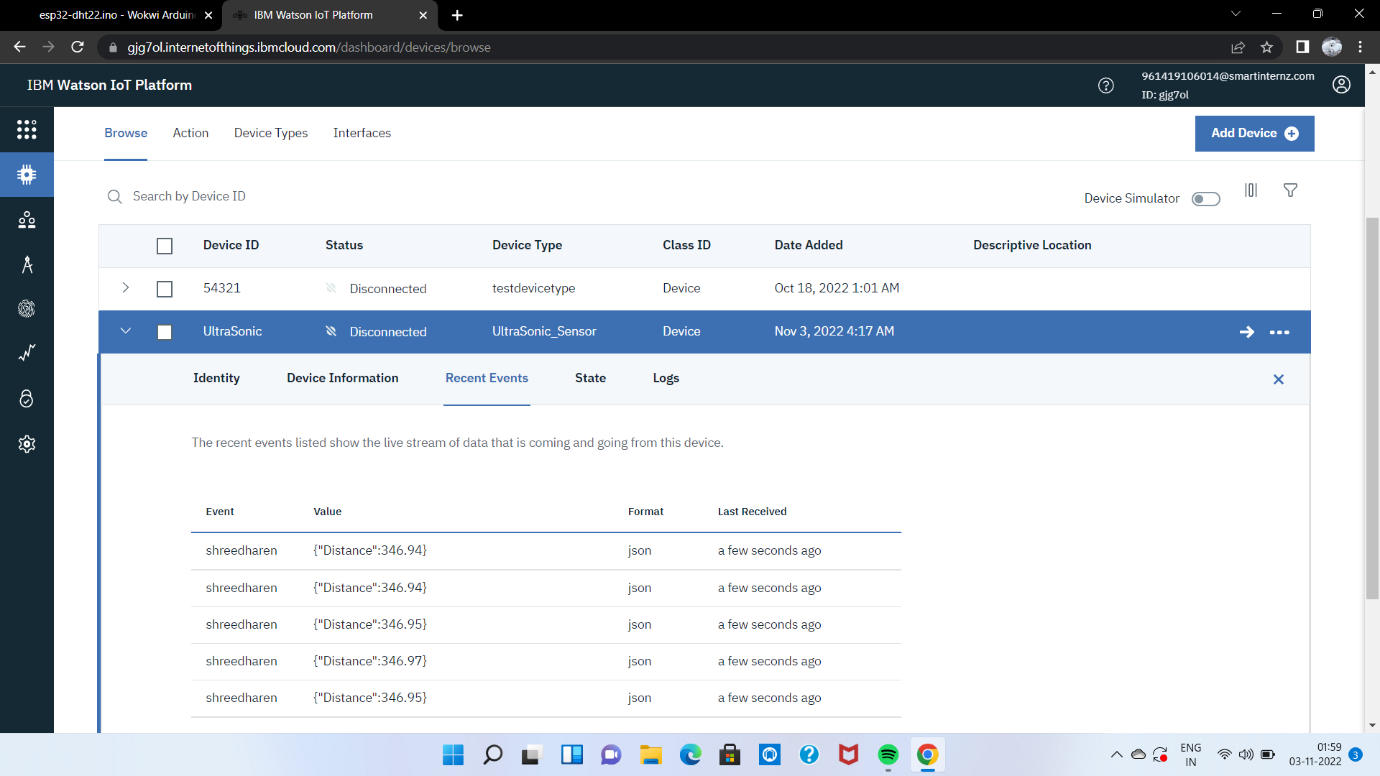 esp32-dht22.ino - Wokwi Arduin
IBM Watson IoT Platform
gjg7ol.internetofthings.ibmcloud.com/dashboard/devices/browse
IBM Watson IoT Platform
961419106014@smartinternz.com
ID: gjg7ol
Browse Action Device Types Interfaces
Add Device
Search by Device ID
Device Simulator
Device ID Status Device Type Class ID Date Added Descriptive Location
54321 Disconnected testdevicetype Device Oct 18, 2022 1:01 AM
UltraSonic Disconnected UltraSonic_Sensor Device Nov 3, 2022 4:17 AM
Identity Device Information Recent Events State Logs
The recent events listed show the live stream of data that is coming and going from this device.
Event Value Format Last Received
shreedharen {"Distance":346.94} json a few seconds ago
shreedharen {"Distance":346.94} json a few seconds ago
shreedharen {"Distance":346.95} json a few seconds ago
shreedharen {"Distance":346.97} json a few seconds ago
shreedharen {"Distance":346.95} json a few seconds ago
ENG
IN
01:59
03-11-2022
3